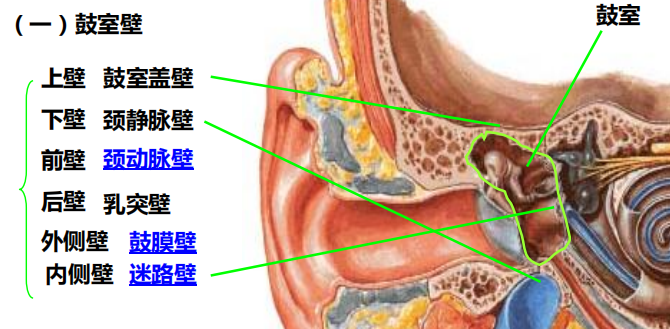 （一）鼓室壁
鼓室
上壁 鼓室盖壁
下壁 颈静脉壁
前壁 颈动脉壁
后壁 乳突壁
外侧壁 鼓膜壁
内侧壁 迷路壁